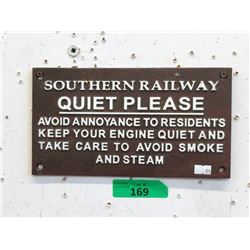 SOUTHERN RAILWAY
QUIET PLEASE
AVOID ANNOYANCE TO RESIDENTS
KEEP YOUR ENGINE QUIET AND
TAKE CARE TO AVOID SMOKE
AND STEAM
Lot #
169